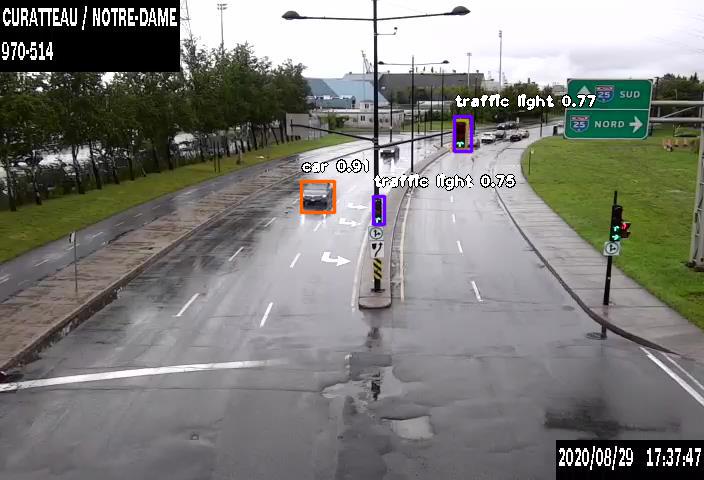 CURATTEAU / NOTRE-DAME
970-514
traffic light 0.77
25 SUD
25 NORD
car 0.91
traffic light 0.75
2020/08/29 17:37:47